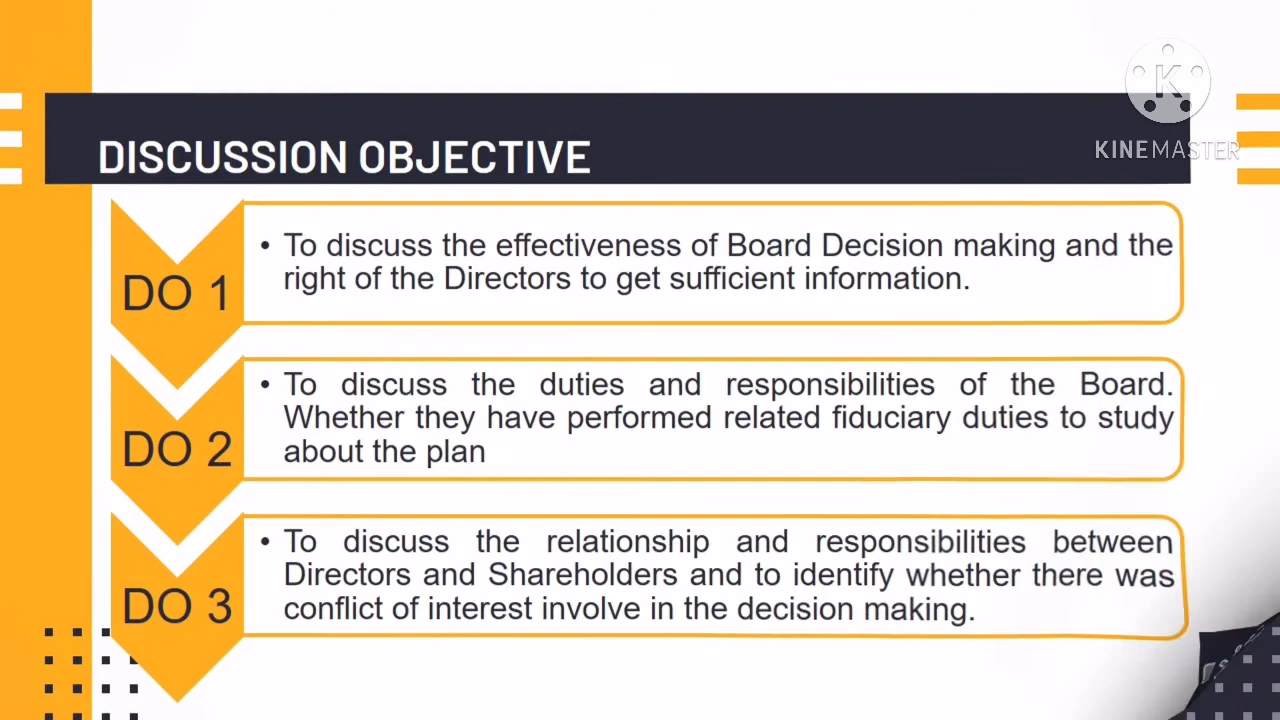 K
KINEMASTER
DISCUSSION OBJECTIVE
DO 1
• To discuss the effectiveness of Board Decision making and the
right of the Directors to get sufficient information.
DO 2
• To discuss the duties and responsibilities of the Board.
Whether they have performed related fiduciary duties to study
about the plan
DO 3
• To discuss the relationship and responsibilities between
Directors and Shareholders and to identify whether there was
conflict of interest involve in the decision making.